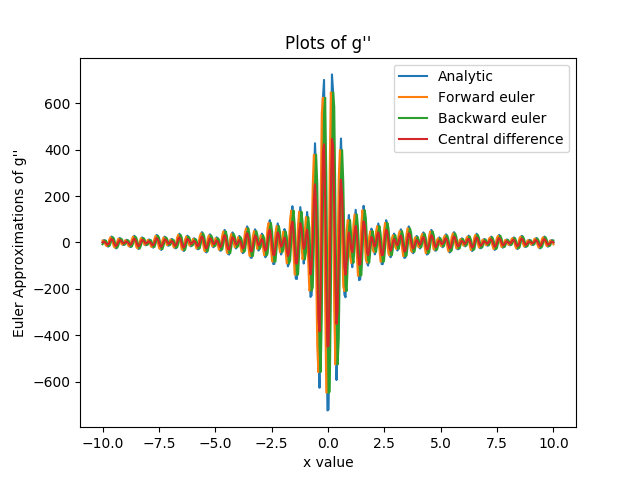 Plots of g''
Analytic
Forward euler
Backward euler
Central difference
600
400
200
0
−200
−400
−600
Euler Approximations of g''
−10.0 −7.5 −5.0 −2.5 0.0 2.5 5.0 7.5 10.0
x value